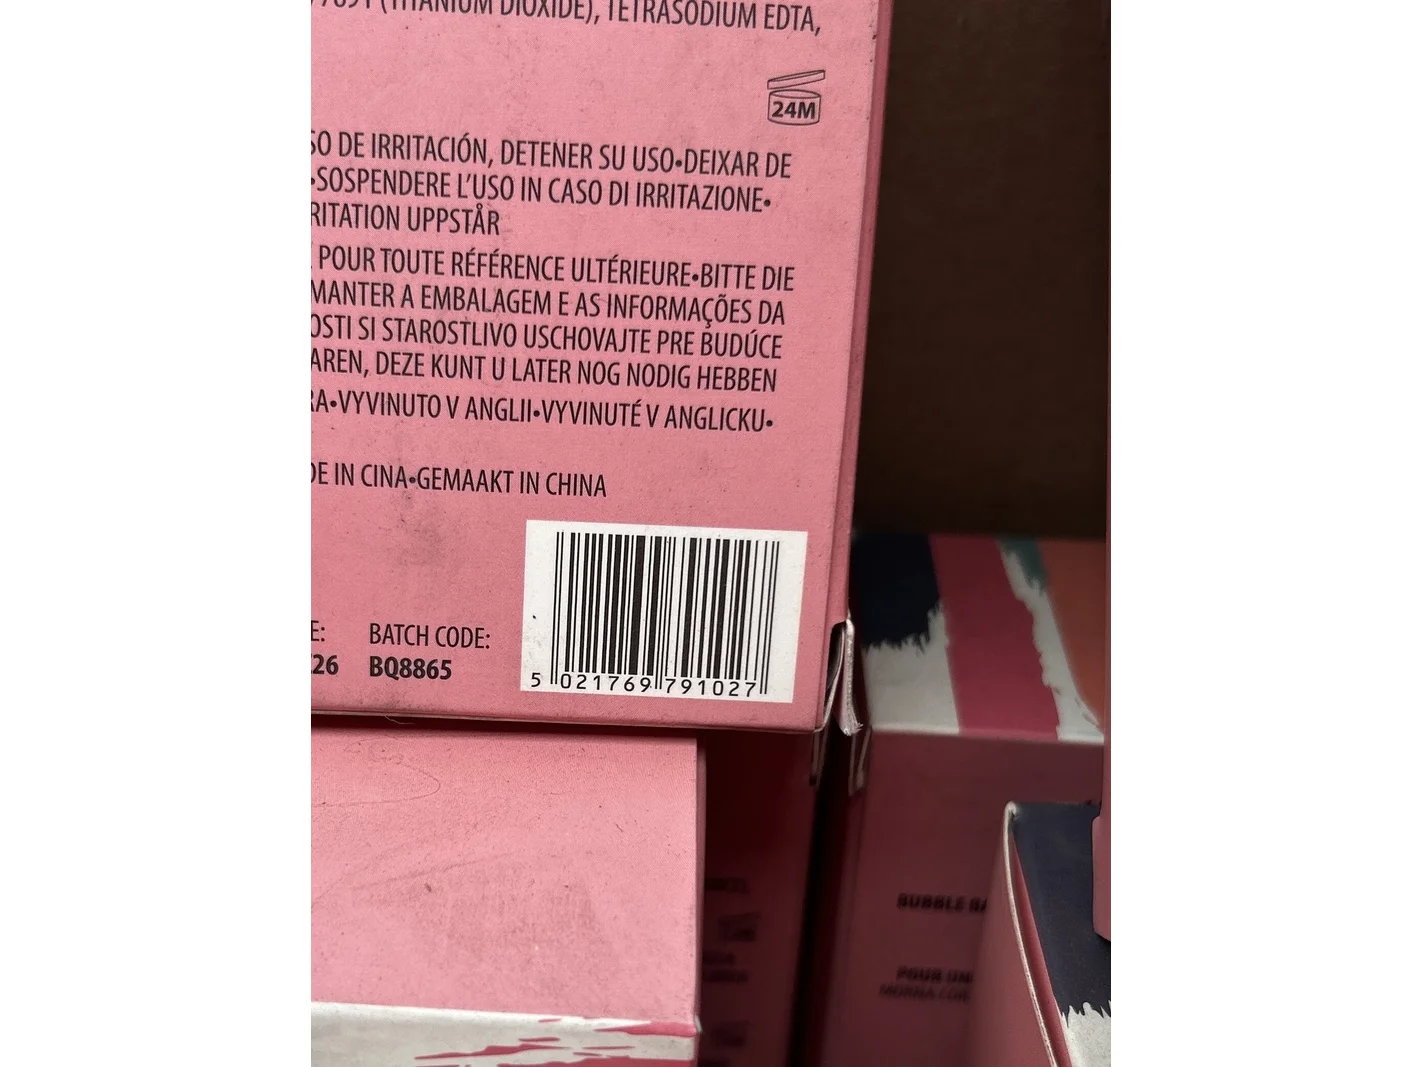 (TITANIUM DIOXIDE), TETRASODIUM EDTA,
24M
SO DE IRRITACIÓN, DETENER SU USO•DEIXAR DE
•SOSPENDERE L'USO IN CASO DI IRRITAZIONE•
RITATION UPPSTÅR
POUR TOUTE RÉFÉRENCE ULTÉRIEURE•BITTE DIE
MANTER A EMBALAGEM E AS INFORMAÇÕES DA
OSTI SI STAROSTLIVO USCHOVAJTE PRE BUDÚCE
AREN, DEZE KUNT U LATER NOG NODIG HEBBEN
RA•VYVINUTO V ANGLII•VYVINUTÉ V ANGLICKU•
DE IN CINA•GEMAAKT IN CHINA
E: BATCH CODE:
26 BQ8865
5 021769 791027
BUBBLE BA
POUR UN